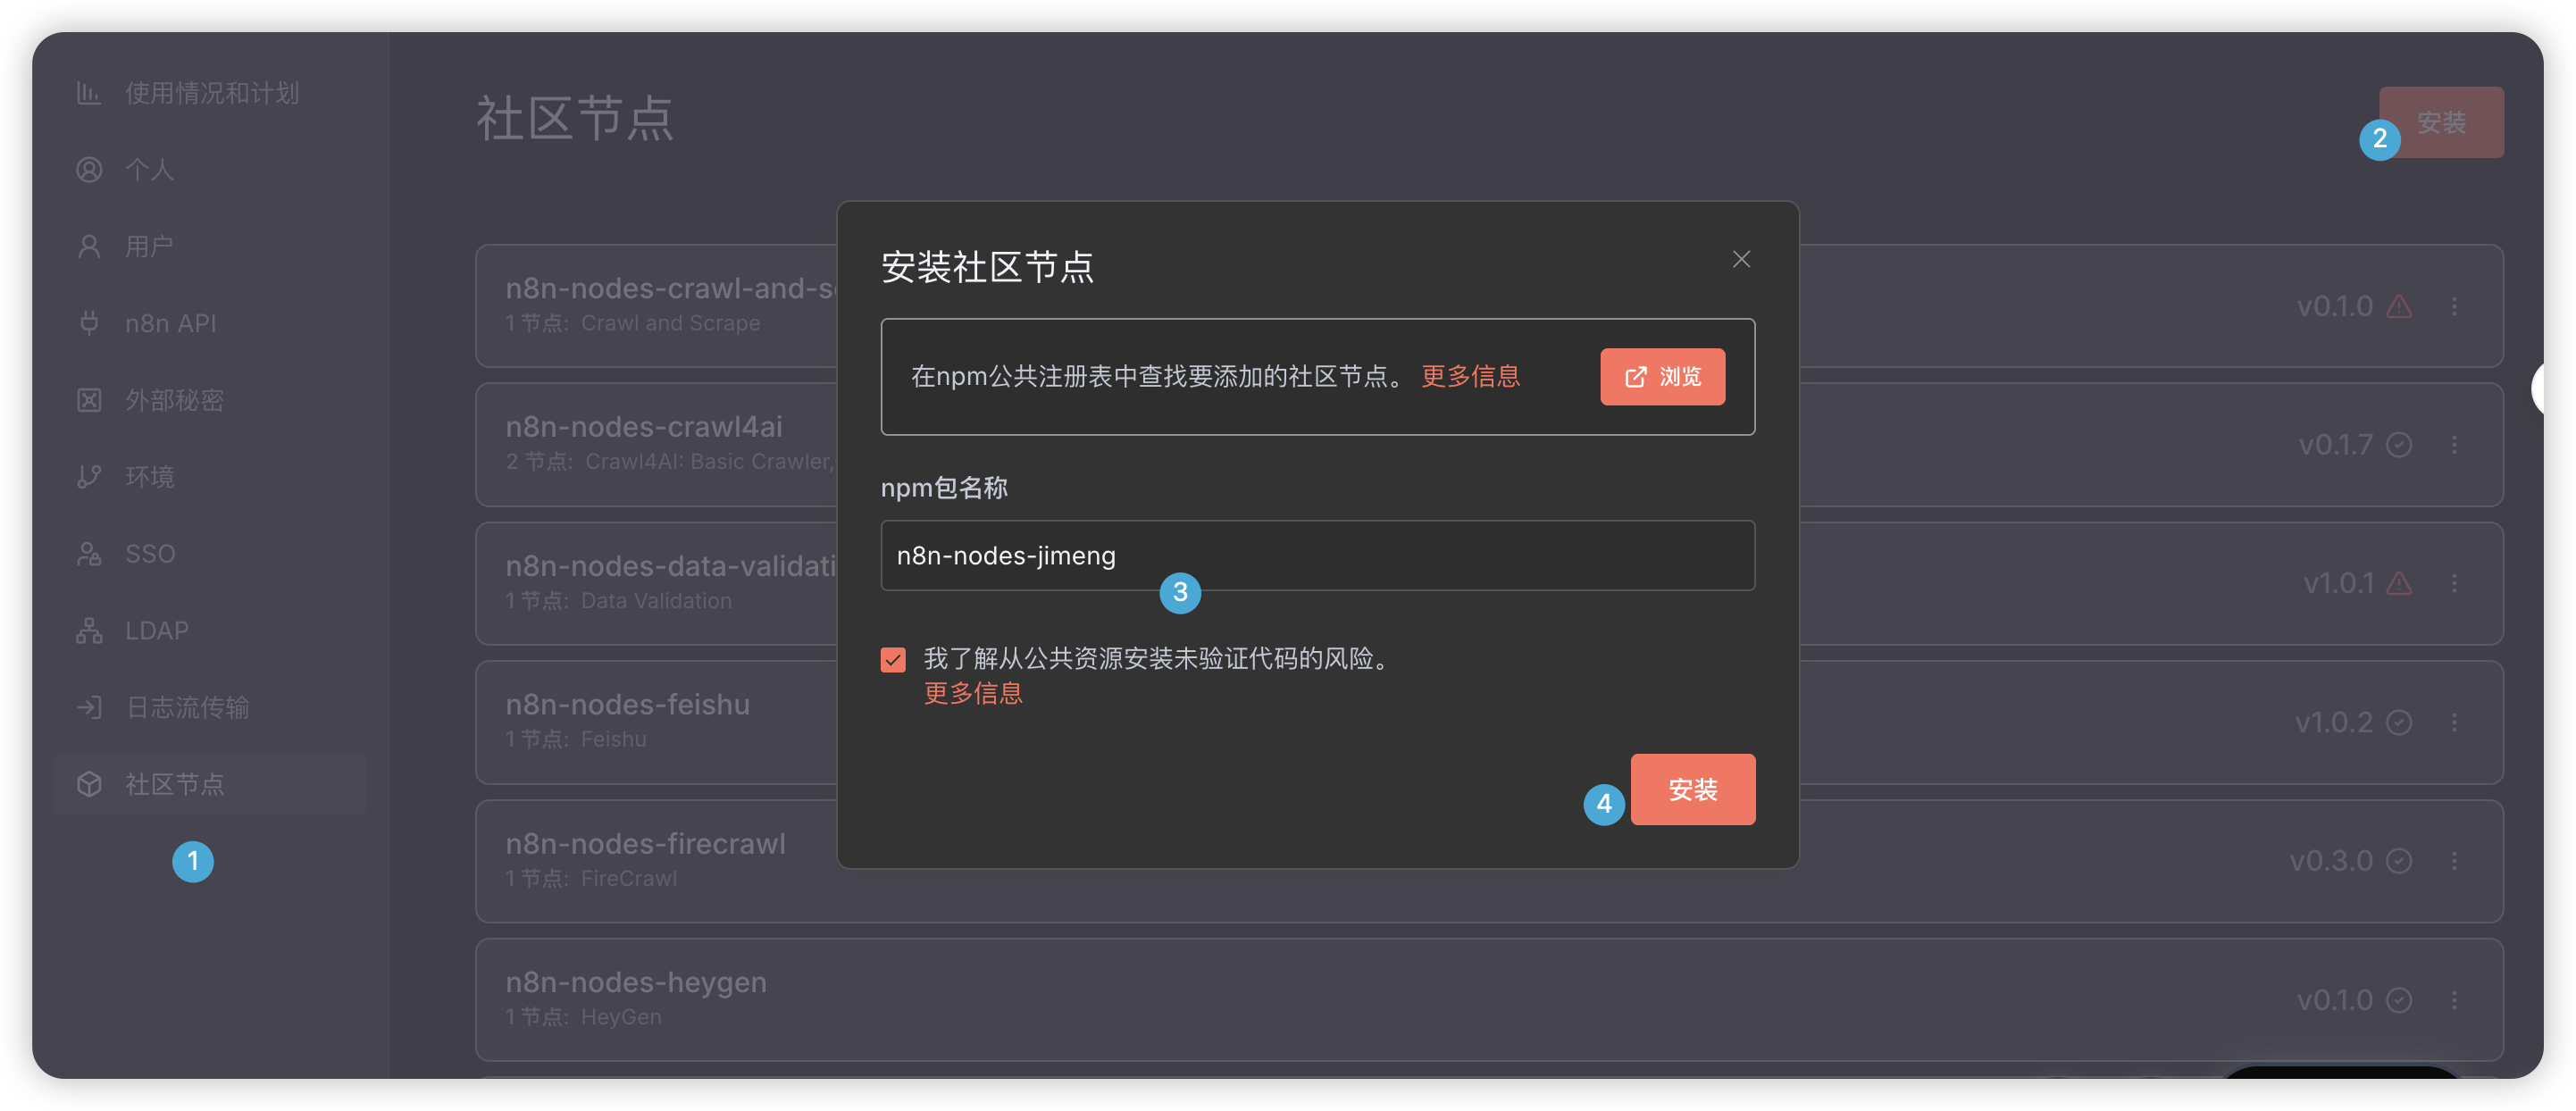 使用情况和计划
个人
用户
n8n API
外部秘密
环境
SSO
LDAP
日志流传输
社区节点
1
社区节点
安装
2
n8n-nodes-crawl-and-s
1 节点: Crawl and Scrape
v0.1.0
n8n-nodes-crawl4ai
2 节点: Crawl4AI: Basic Crawler,
v0.1.7
n8n-nodes-data-validati
1 节点: Data Validation
v1.0.1
n8n-nodes-feishu
1 节点: Feishu
v1.0.2
n8n-nodes-firecrawl
1 节点: FireCrawl
v0.3.0
n8n-nodes-heygen
1 节点: HeyGen
v0.1.0
安装社区节点
在npm公共注册表中查找要添加的社区节点。 更多信息
浏览
npm包名称
n8n-nodes-jimeng
3
我了解从公共资源安装未验证代码的风险。
更多信息
4
安装